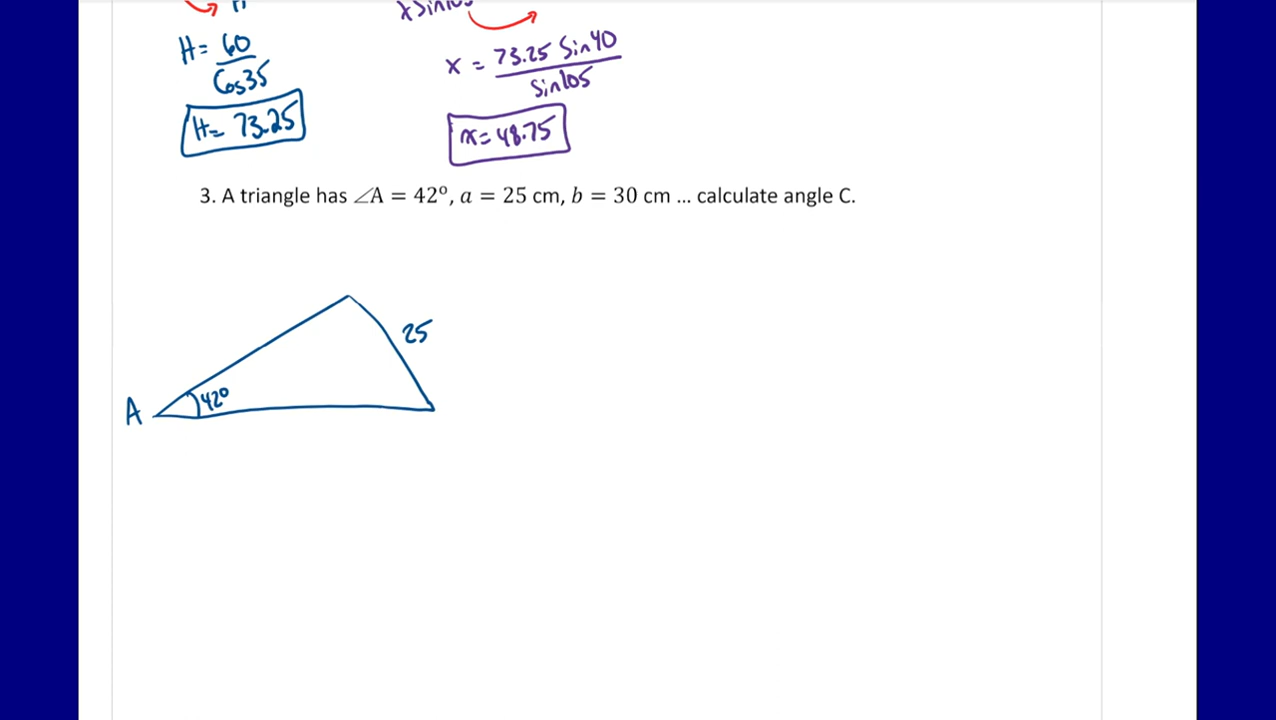 H
x sin105
H = 60
x = 73.25 Sin40
Cos35
sin105
H = 73.25
x = 48.75
3. A triangle has ∠A = 42°, a = 25 cm, b = 30 cm ... calculate angle C.
25
42°
A